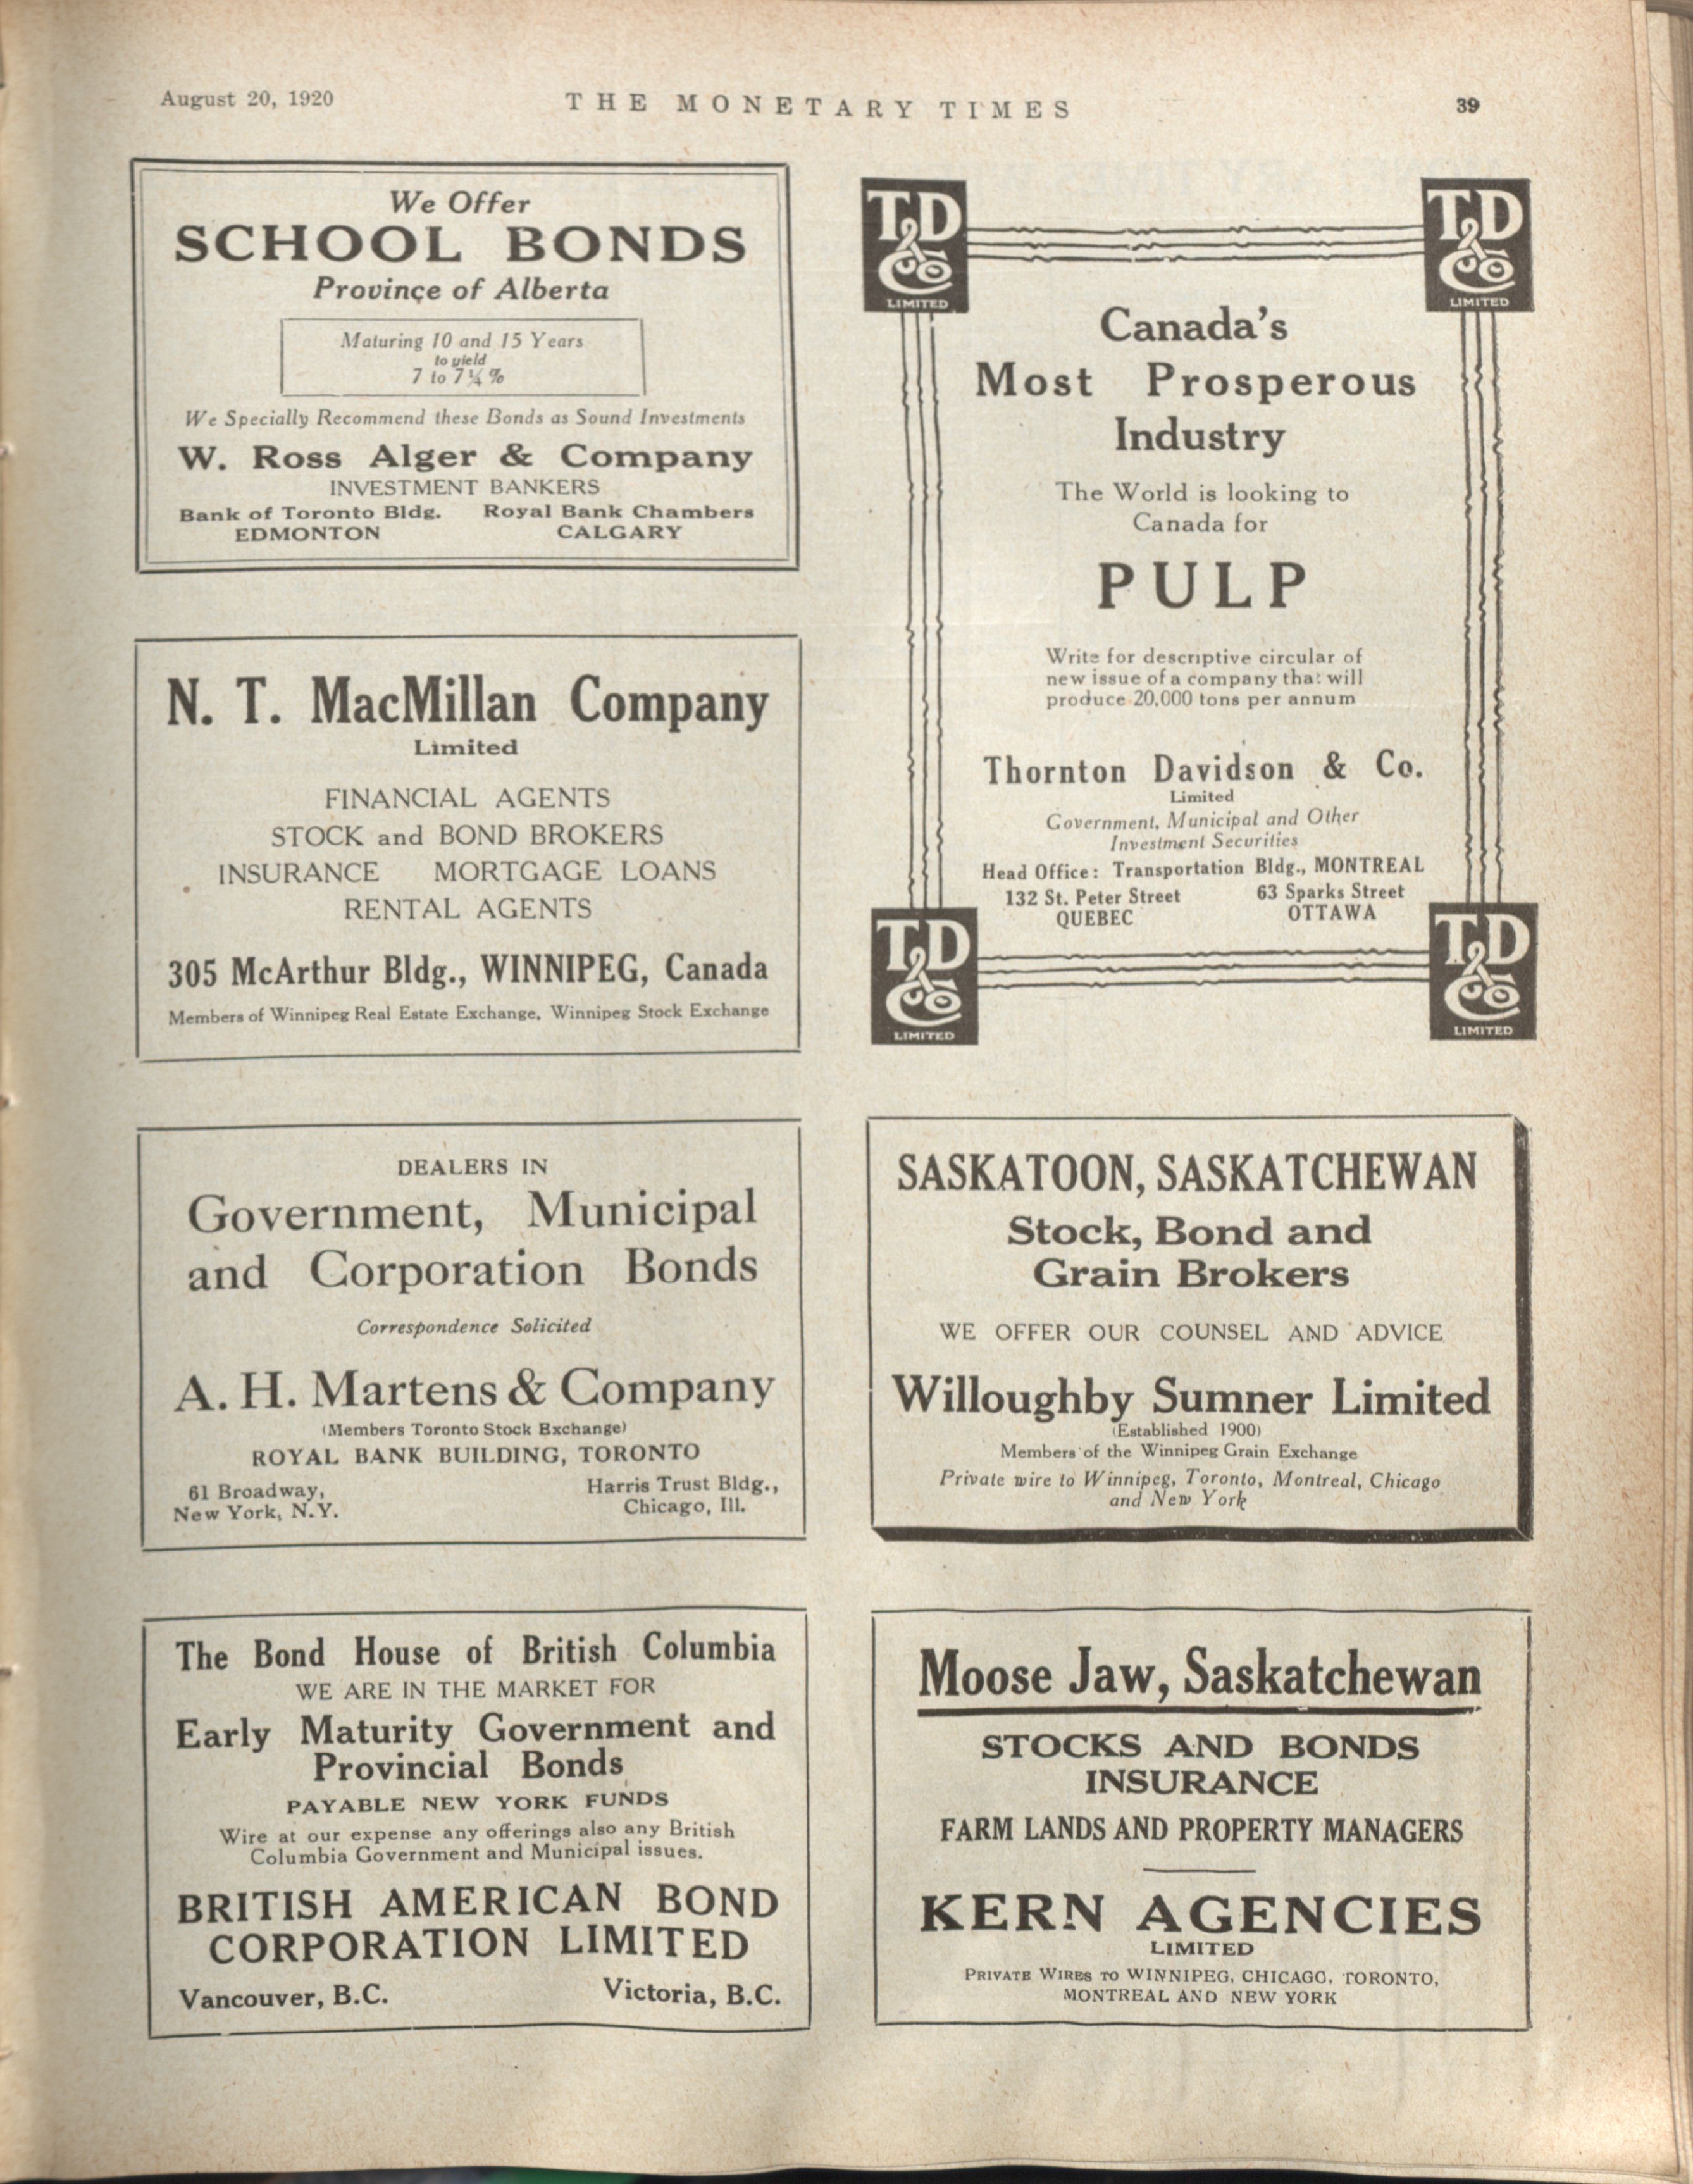 August 20, 1920
THE MONETARY TIMES
39
We Offer
SCHOOL BONDS
Province of Alberta
Maturing 10 and 15 Years
to yield
7 to 7¼%
We Specially Recommend these Bonds as Sound Investments
W. Ross Alger & Company
INVESTMENT BANKERS
Bank of Toronto Bldg. Royal Bank Chambers
EDMONTON CALGARY
N. T. MacMillan Company
Limited
FINANCIAL AGENTS
STOCK and BOND BROKERS
INSURANCE MORTGAGE LOANS
RENTAL AGENTS
305 McArthur Bldg., WINNIPEG, Canada
Members of Winnipeg Real Estate Exchange, Winnipeg Stock Exchange
DEALERS IN
Government, Municipal
and Corporation Bonds
Correspondence Solicited
A. H. Martens & Company
(Members Toronto Stock Exchange)
ROYAL BANK BUILDING, TORONTO
61 Broadway,
New York, N.Y.
Harris Trust Bldg.,
Chicago, Ill.
The Bond House of British Columbia
WE ARE IN THE MARKET FOR
Early Maturity Government and
Provincial Bonds
PAYABLE NEW YORK FUNDS
Wire at our expense any offerings also any British
Columbia Government and Municipal issues.
BRITISH AMERICAN BOND
CORPORATION LIMITED
Vancouver, B.C. Victoria, B.C.
TD
& Co
LIMITED
TD
& Co
LIMITED
Canada's
Most Prosperous
Industry
The World is looking to
Canada for
PULP
Write for descriptive circular of
new issue of a company that will
produce 20,000 tons per annum
Thornton Davidson & Co.
Limited
Government, Municipal and Other
Investment Securities
Head Office: Transportation Bldg., MONTREAL
132 St. Peter Street 63 Sparks Street
QUEBEC OTTAWA
TD
& Co
LIMITED
TD
& Co
LIMITED
SASKATOON, SASKATCHEWAN
Stock, Bond and
Grain Brokers
WE OFFER OUR COUNSEL AND ADVICE
Willoughby Sumner Limited
(Established 1900)
Members of the Winnipeg Grain Exchange
Private wire to Winnipeg, Toronto, Montreal, Chicago
and New York
Moose Jaw, Saskatchewan
STOCKS AND BONDS
INSURANCE
FARM LANDS AND PROPERTY MANAGERS
KERN AGENCIES
LIMITED
PRIVATE WIRES TO WINNIPEG, CHICAGO, TORONTO,
MONTREAL AND NEW YORK